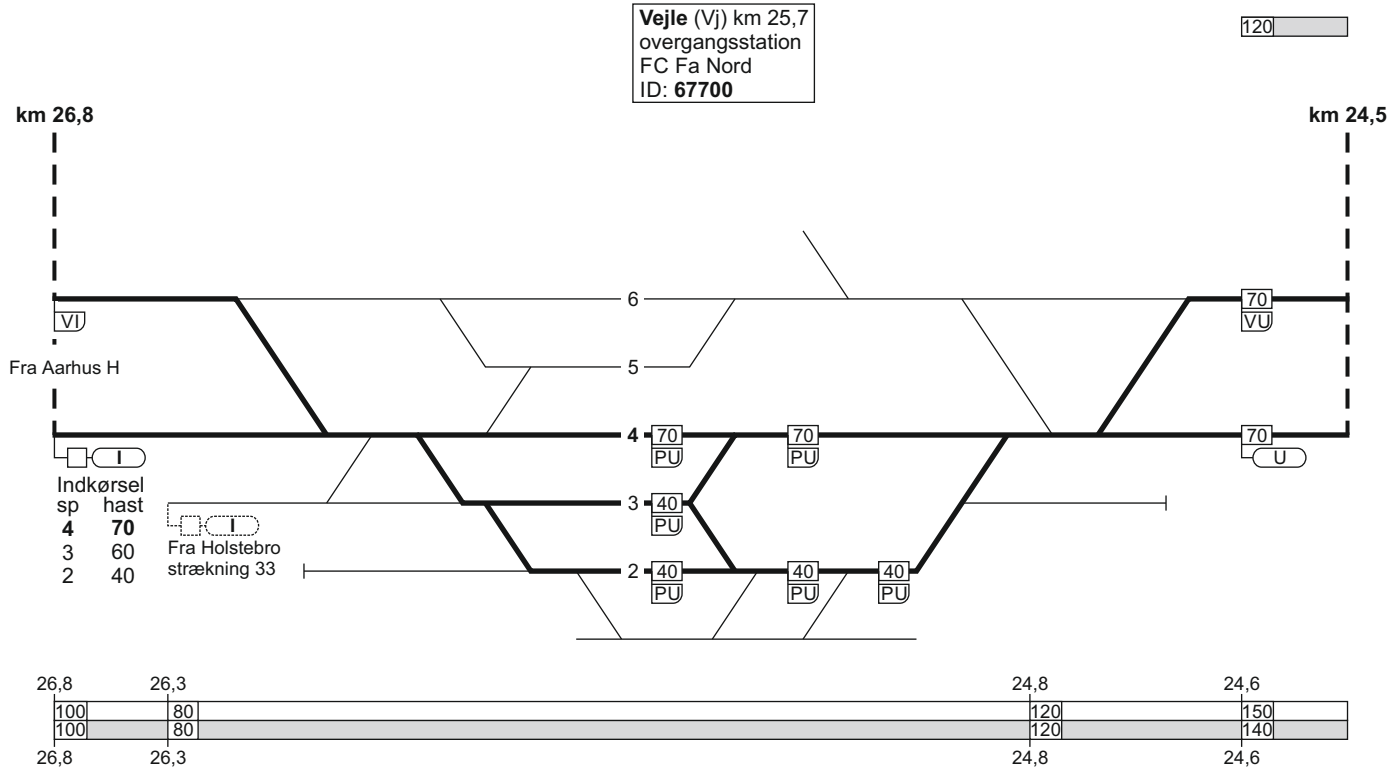 Vejle (Vj) km 25,7
overgangsstation
FC Fa Nord
ID: 67700
120
km 26,8
km 24,5
6
70
VI
VU
Fra Aarhus H
5
4
70
70
70
PU
PU
I
U
Indkørsel
sp hast
4 70
3 60
2 40
I
Fra Holstebro
strækning 33
3
40
PU
2
40
40
40
PU
PU
PU
26,8
26,3
24,8
24,6
100
80
120
150
100
80
120
140
26,8
26,3
24,8
24,6